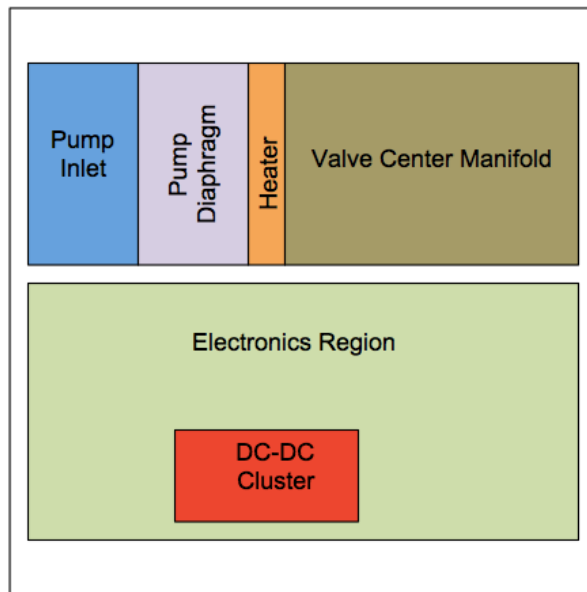 Pump
Inlet
Pump
Diaphragm
Heater
Valve Center Manifold
Electronics Region
DC-DC
Cluster